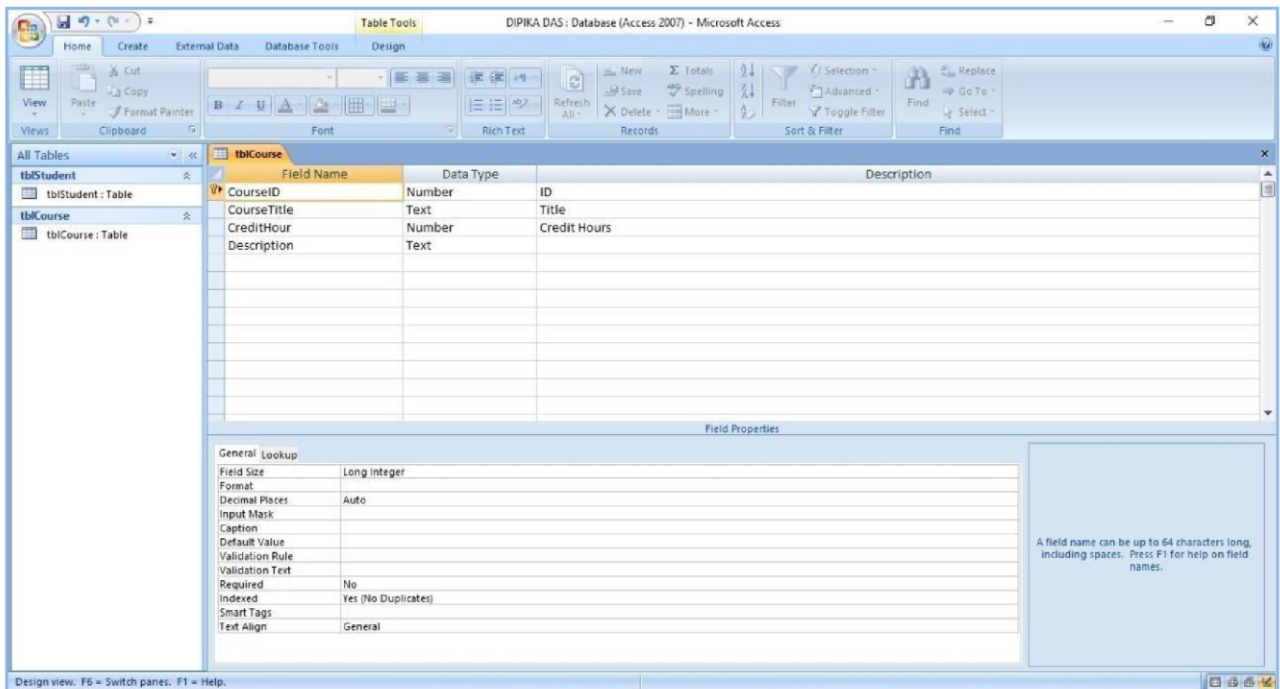 Table Tools
DIPIKA DAS : Database (Access 2007) - Microsoft Access
Home Create External Data Database Tools Design
View
Views
Paste
Cut
Copy
Format Painter
Clipboard
B I U A
Font
Rich Text
Refresh
All
New
Save
Delete
Totals
Spelling
More
Records
Filter
Selection
Advanced
Toggle Filter
Sort & Filter
Find
Replace
Go To
Select
Find
All Tables
tblStudent
tblStudent : Table
tblCourse
tblCourse : Table
tblCourse
Field Name Data Type Description
CourseID Number ID
CourseTitle Text Title
CreditHour Number Credit Hours
Description Text
Field Properties
General Lookup
Field Size Long Integer
Format
Decimal Places Auto
Input Mask
Caption
Default Value
Validation Rule
Validation Text
Required No
Indexed Yes (No Duplicates)
Smart Tags
Text Align General
A field name can be up to 64 characters long,
including spaces. Press F1 for help on field
names.
Design view. F6 = Switch panes. F1 = Help.